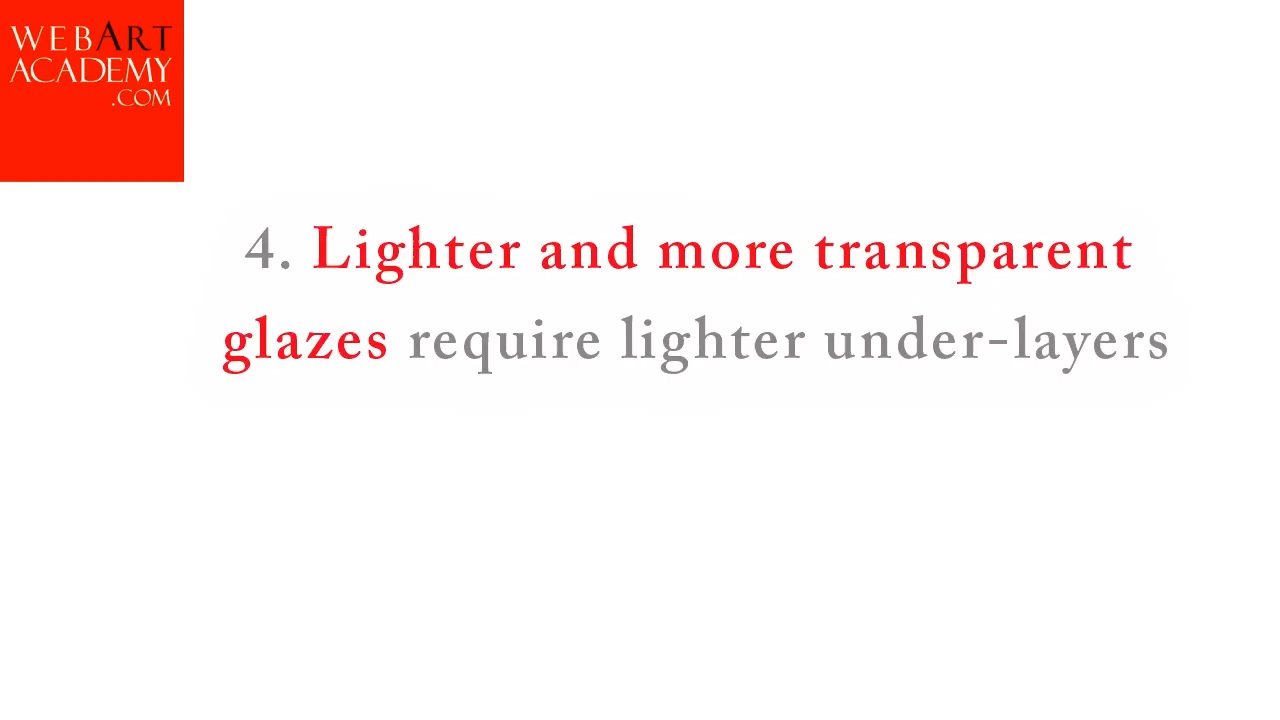 WEBART
ACADEMY
.COM
4. Lighter and more transparent
glazes require lighter under-layers